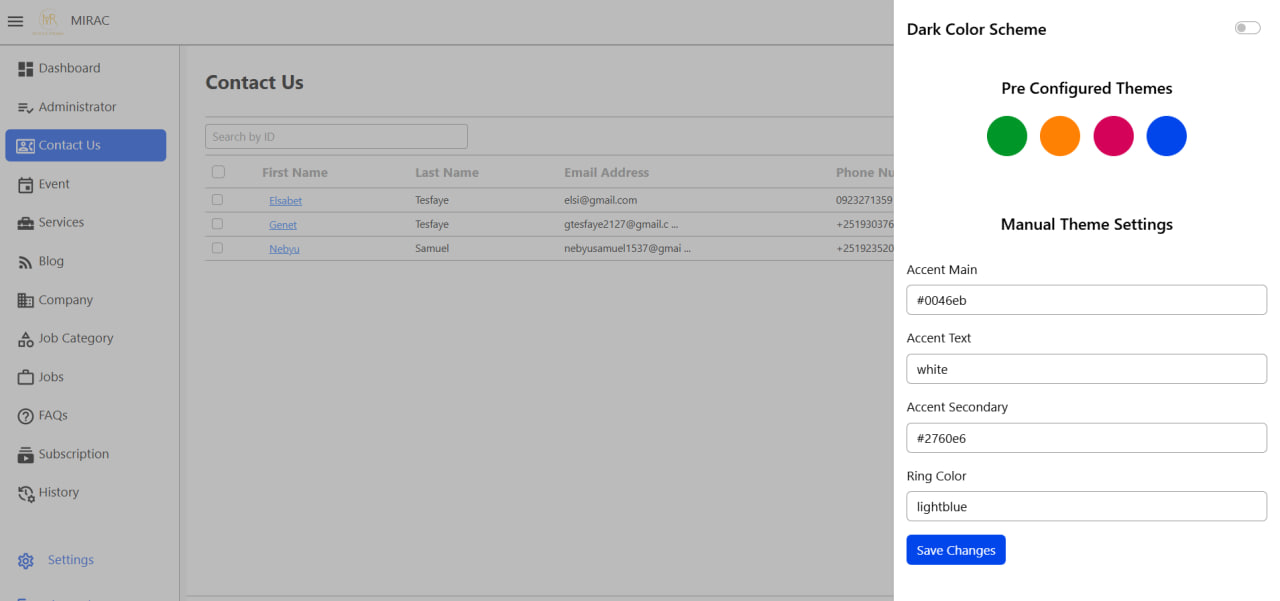 MIRAC
Dashboard
Administrator
Contact Us
Event
Services
Blog
Company
Job Category
Jobs
FAQs
Subscription
History
Settings
Contact Us
Search by ID
First Name Last Name Email Address Phone Nu
Elsabet Tesfaye elsi@gmail.com 0923271359
Genet Tesfaye gtesfaye2127@gmail.c ... +251930376
Nebyu Samuel nebyusamuel1537@gmai ... +251923520
Dark Color Scheme
Pre Configured Themes
Manual Theme Settings
Accent Main
#0046eb
Accent Text
white
Accent Secondary
#2760e6
Ring Color
lightblue
Save Changes